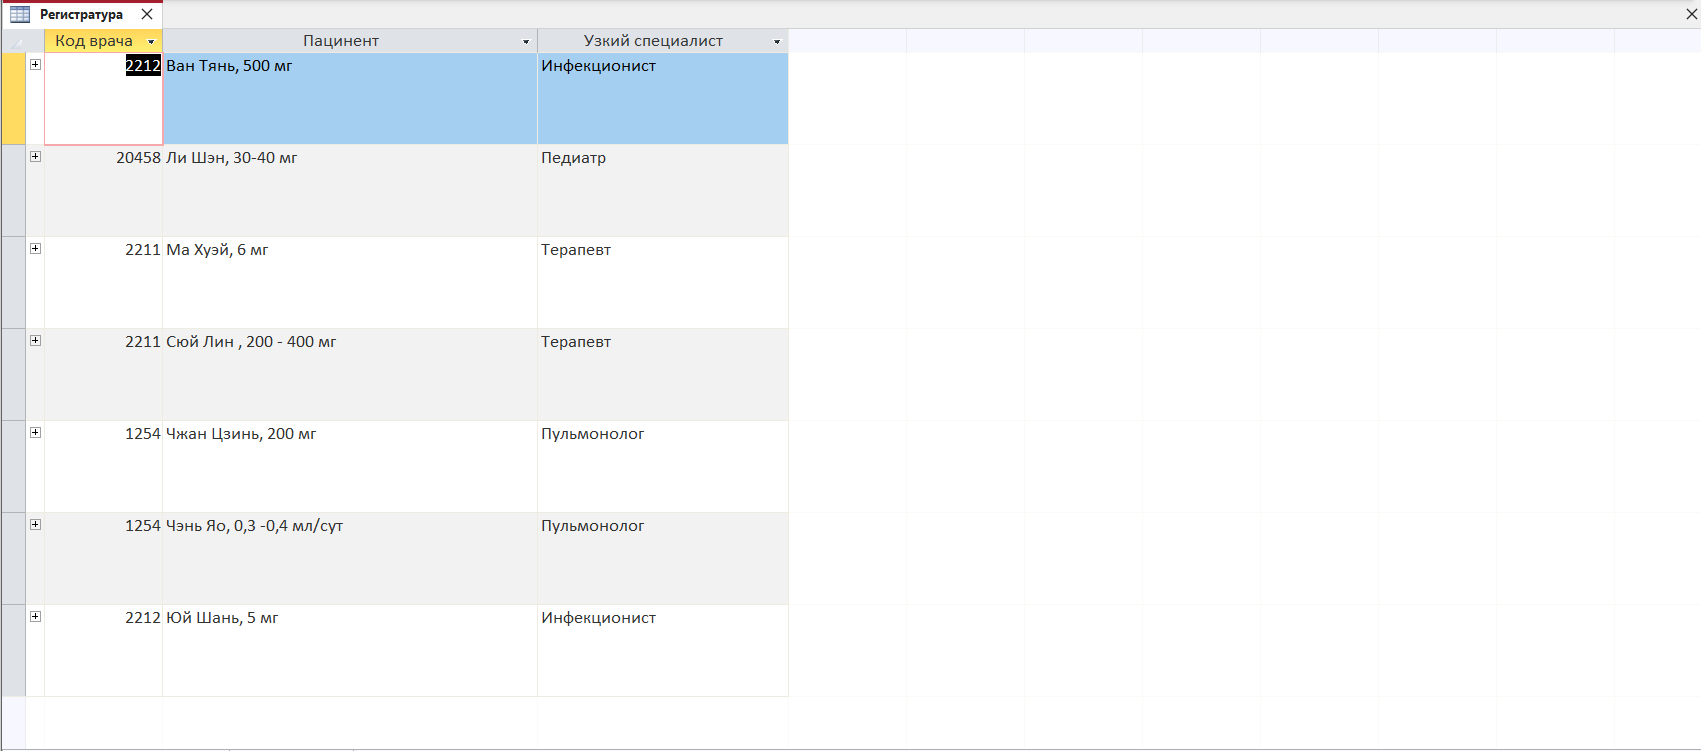 Регистратура
Код врача Пацинент Узкий специалист
2212 Ван Тянь, 500 мг Инфекционист
20458 Ли Шэн, 30-40 мг Педиатр
2211 Ма Хуэй, 6 мг Терапевт
2211 Сюй Лин , 200 - 400 мг Терапевт
1254 Чжан Цзинь, 200 мг Пульмонолог
1254 Чэнь Яо, 0,3 -0,4 мл/сут Пульмонолог
2212 Юй Шань, 5 мг Инфекционист